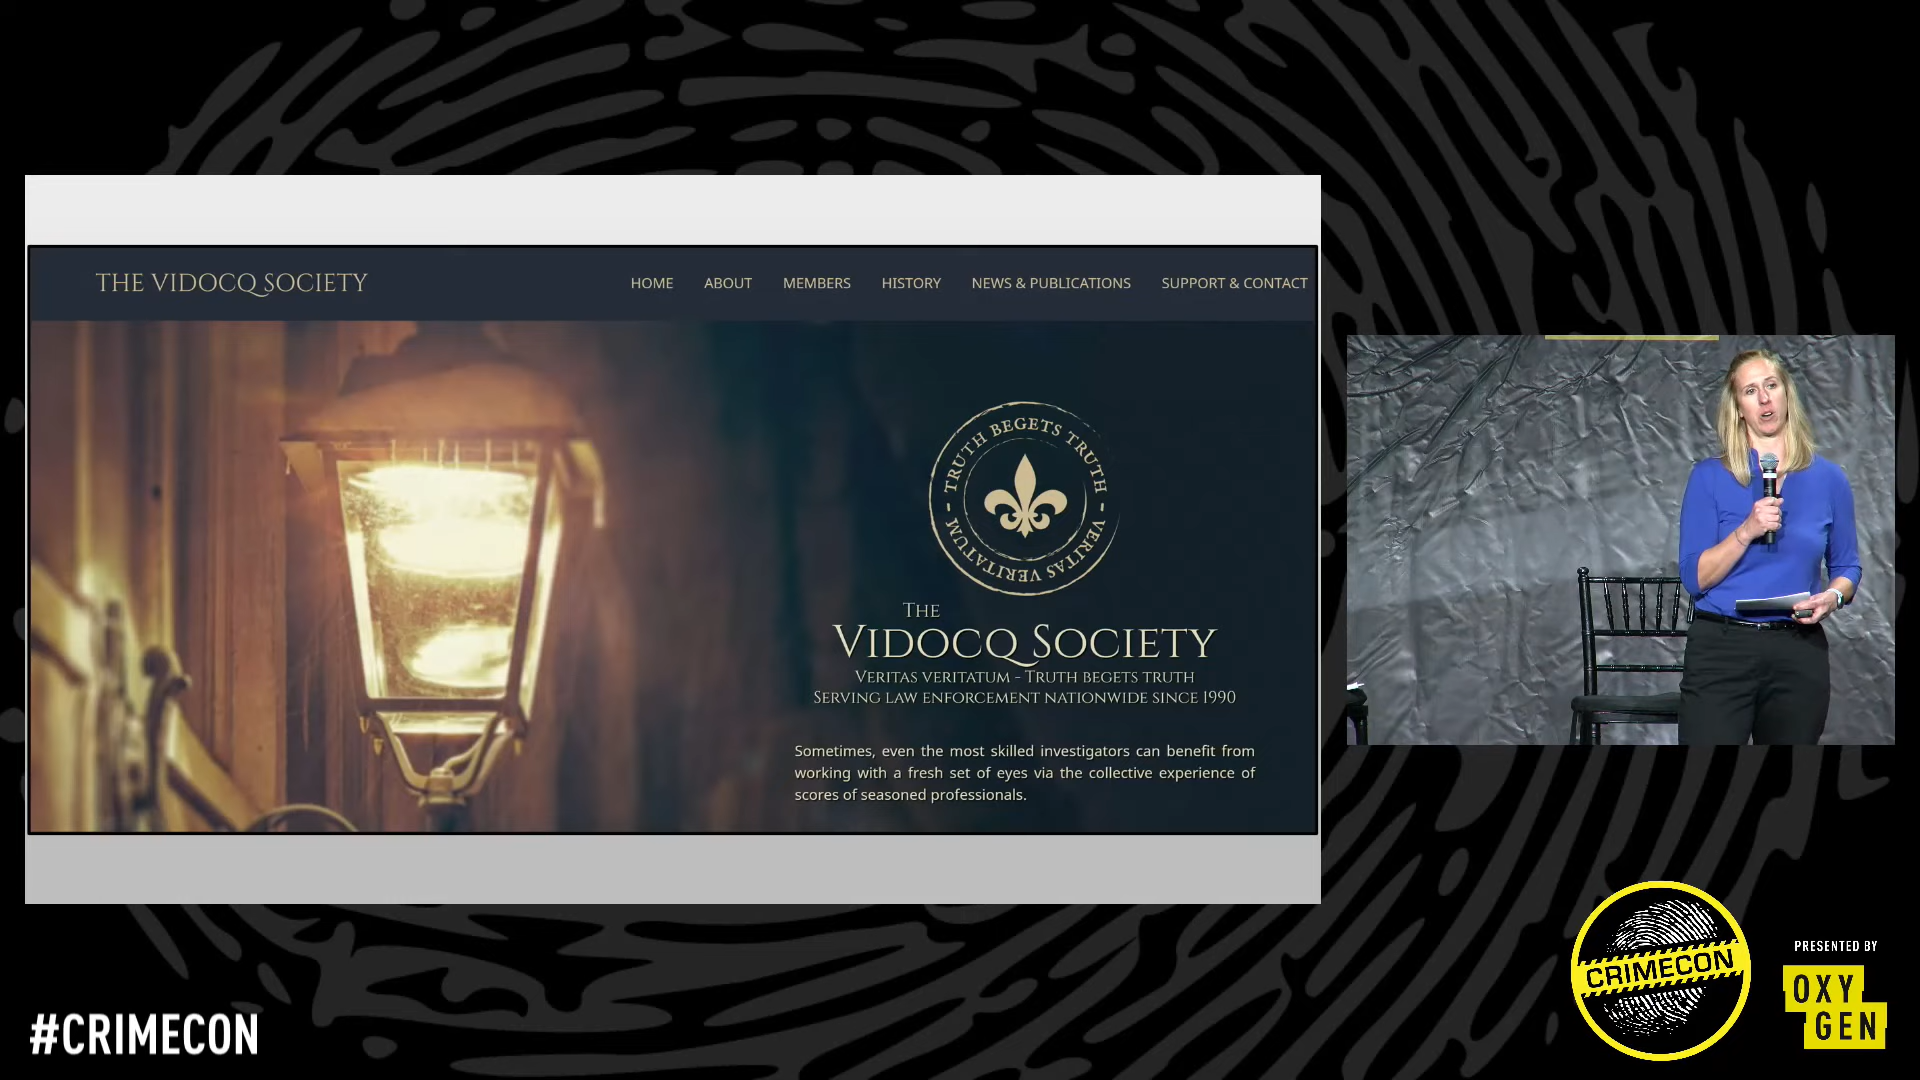 THE VIDOCQ SOCIETY
HOME ABOUT MEMBERS HISTORY NEWS & PUBLICATIONS SUPPORT & CONTACT
TRUTH BEGETS TRUTH - VERITAS VERITATUM -
THE
VIDOCQ SOCIETY
VERITAS VERITATUM - TRUTH BEGETS TRUTH
SERVING LAW ENFORCEMENT NATIONWIDE SINCE 1990
Sometimes, even the most skilled investigators can benefit from
working with a fresh set of eyes via the collective experience of
scores of seasoned professionals.
CRIMECON
PRESENTED BY
OXY
GEN
#CRIMECON